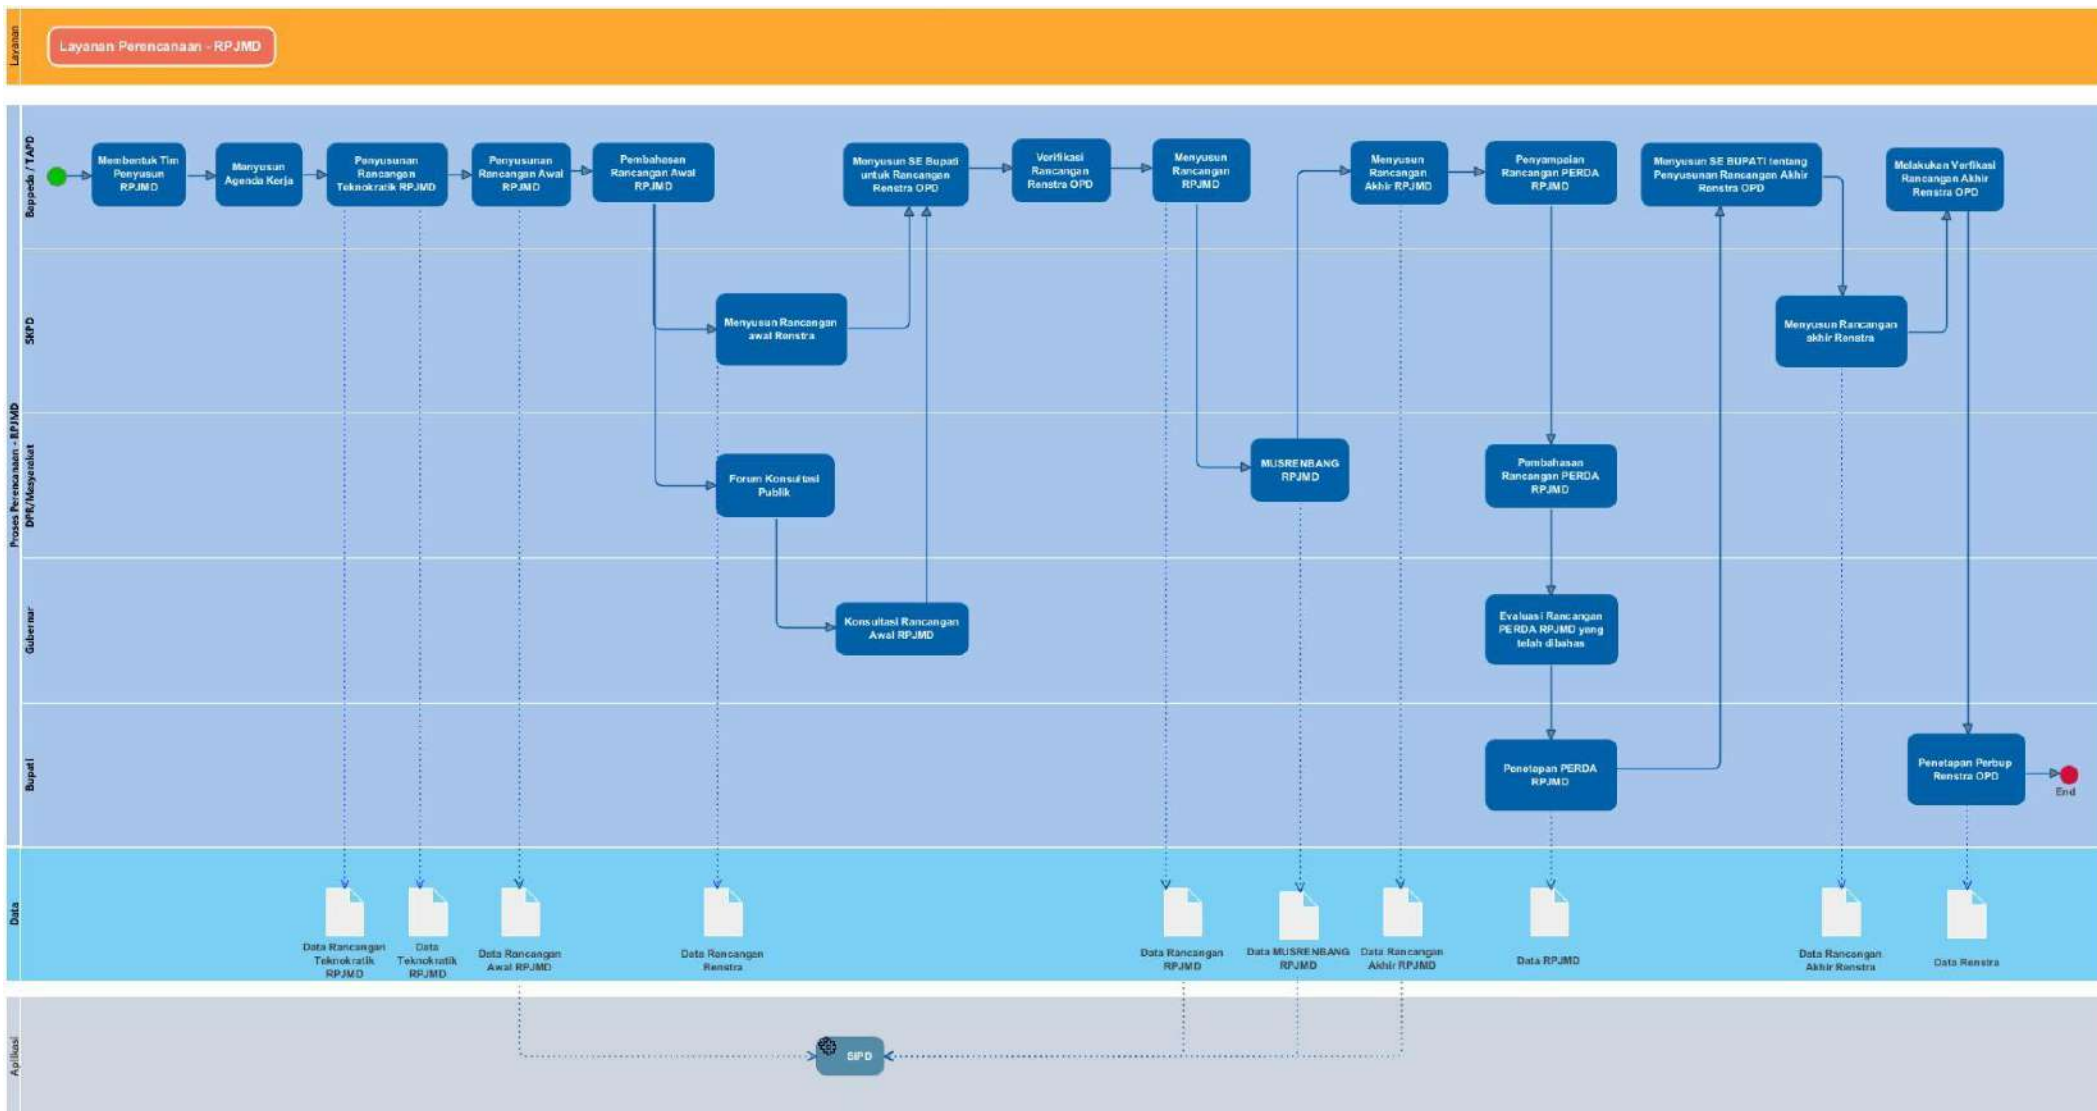 Layanan
Layanan Perencanaan - RPJMD
Proses Perencanaan - RPJMD
Bappeda / TAPD
Membentuk Tim
Penyusun
RPJMD
Menyusun
Agenda Kerja
Penyusunan
Rancangan
Teknokratik RPJMD
Penyusunan
Rancangan Awal
RPJMD
Pembahasan
Rancangan Awal
RPJMD
Menyusun SE Bupati
untuk Rancangan
Renstra OPD
Verifikasi
Rancangan
Renstra OPD
Menyusun
Rancangan
RPJMD
Menyusun
Rancangan
Akhir RPJMD
Penyampaian
Rancangan PERDA
RPJMD
Menyusun SE BUPATI tentang
Penyusunan Rancangan Akhir
Renstra OPD
Melakukan Verfikasi
Rancangan Akhir
Renstra OPD
SKPD
Menyusun Rancangan
awal Renstra
Menyusun Rancangan
akhir Renstra
DPR/Masyarakat
Forum Konsultasi
Publik
MUSRENBANG
RPJMD
Pembahasan
Rancangan PERDA
RPJMD
Gubernur
Konsultasi Rancangan
Awal RPJMD
Evaluasi Rancangan
PERDA RPJMD yang
telah dibahas
Bupati
Penetapan PERDA
RPJMD
Penetapan Perbup
Renstra OPD
End
Data
Data Rancangan
Teknokratik
RPJMD
Data
Teknokratik
RPJMD
Data Rancangan
Awal RPJMD
Data Rancangan
Renstra
Data Rancangan
RPJMD
Data MUSRENBANG
RPJMD
Data Rancangan
Akhir RPJMD
Data RPJMD
Data Rancangan
Akhir Renstra
Data Renstra
Aplikasi
SIPD